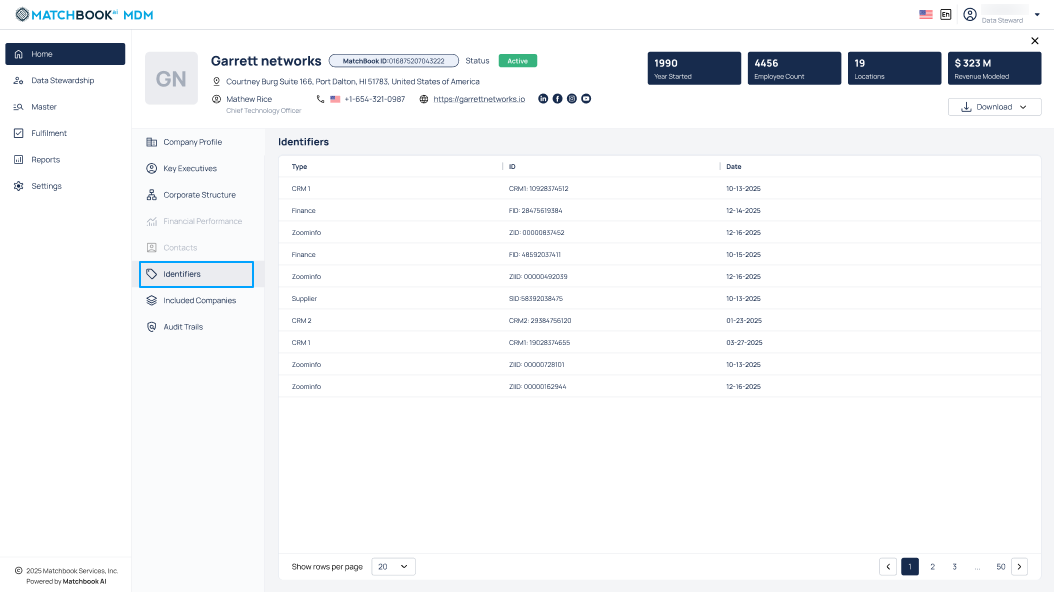 MATCHBOOK AI MDM
En
Data Steward
Home
Data Stewardship
Master
Fulfilment
Reports
Settings
© 2025 Matchbook Services, Inc.
Powered by Matchbook AI
GN
Garrett networks
MatchBook ID:016875207043222
Status
Active
Courtney Burg Suite 166, Port Dalton, HI 51783, United States of America
Mathew Rice
Chief Technology Officer
+1-654-321-0987
https://garrettnetworks.io
1990
Year Started
4456
Employee Count
19
Locations
$ 323 M
Revenue Modeled
Download
Company Profile
Key Executives
Corporate Structure
Financial Performance
Contacts
Identifiers
Included Companies
Audit Trails
Identifiers
Type ID Date
CRM 1 CRM1: 10928374512 10-13-2025
Finance FID: 28475619384 12-14-2025
Zoominfo ZID: 00000837452 12-16-2025
Finance FID: 48592037411 10-15-2025
Zoominfo ZIID: 00000492039 12-16-2025
Supplier SID:58392038475 10-13-2025
CRM 2 CRM2: 29384756120 01-23-2025
CRM 1 CRM1: 19028374655 03-27-2025
Zoominfo ZIID: 00000728101 10-13-2025
Zoominfo ZIID: 00000162944 12-16-2025
Show rows per page 20
1 2 3 ... 50